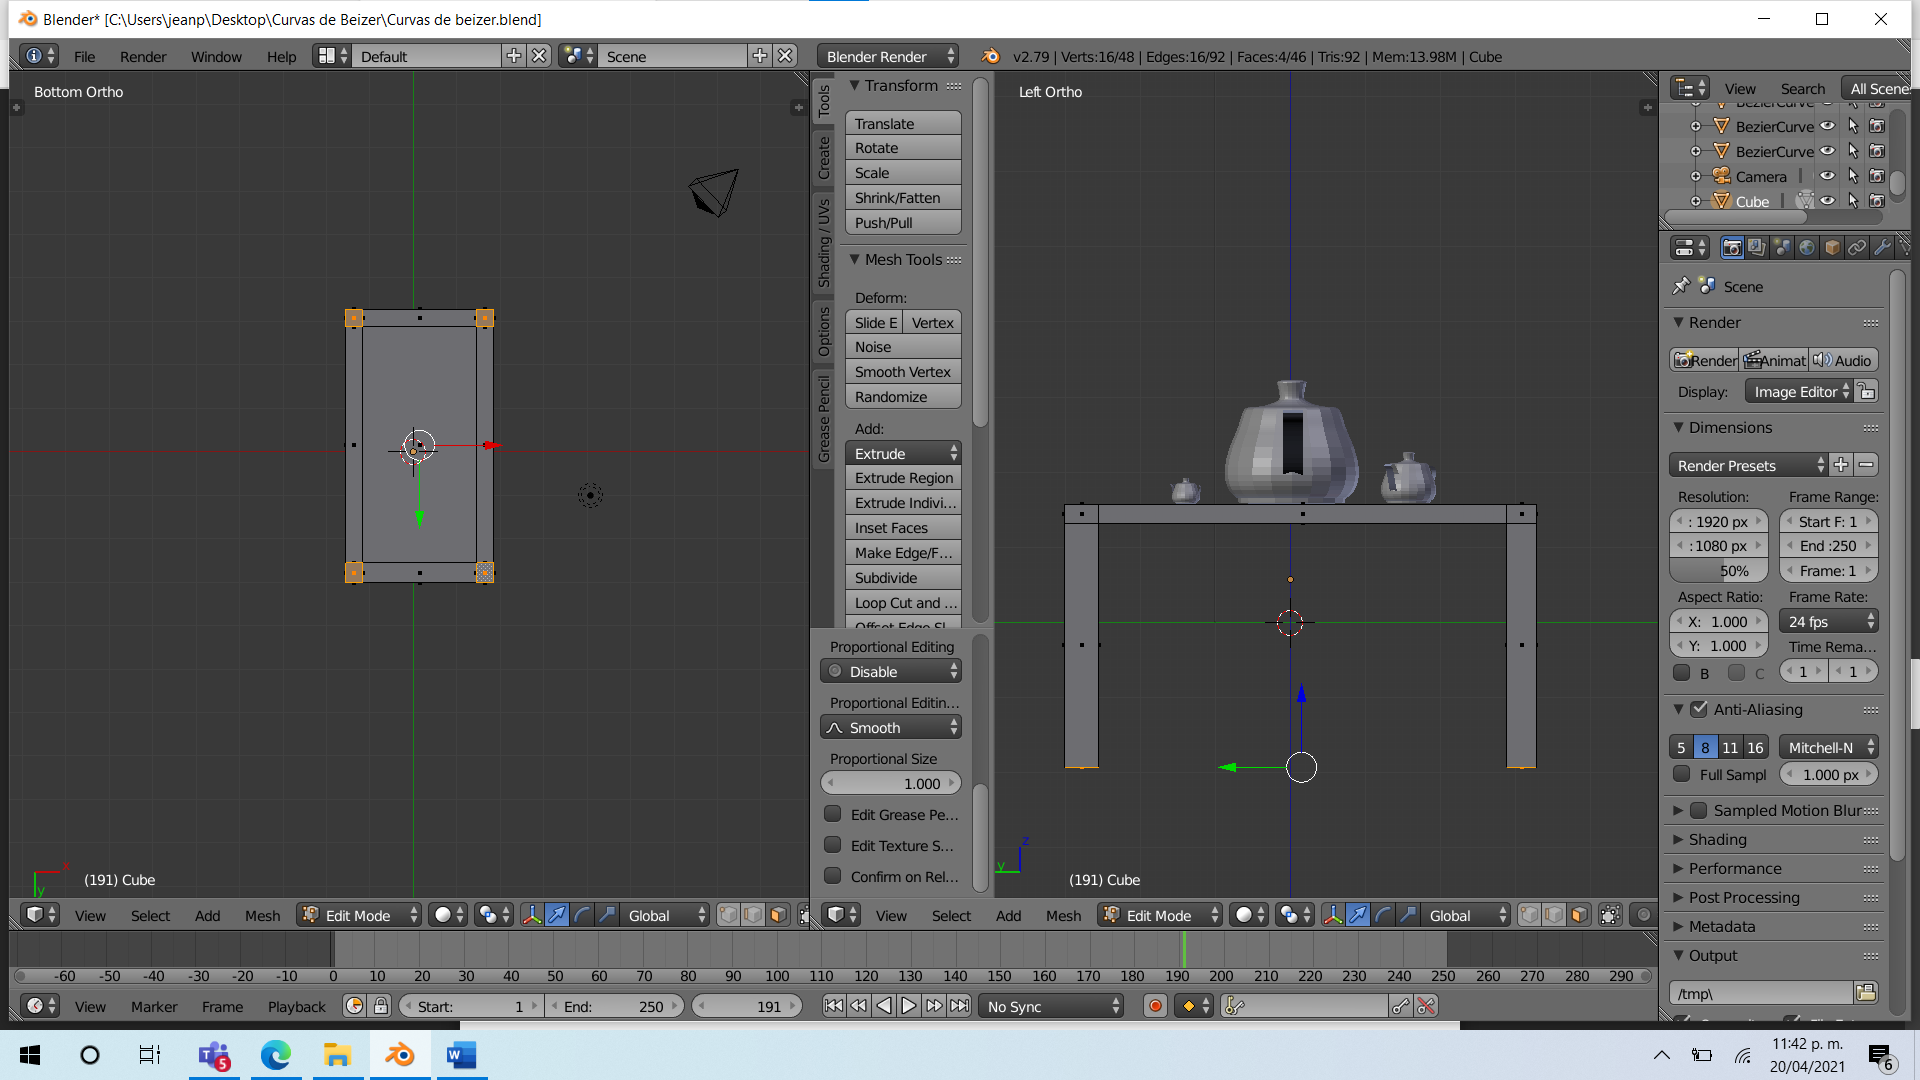 Blender* [C:\Users\jeanp\Desktop\Curvas de Beizer\Curvas de beizer.blend]
File Render Window Help Default Scene Blender Render v2.79 | Verts:16/48 | Edges:16/92 | Faces:4/46 | Tris:92 | Mem:13.98M | Cube
Bottom Ortho
(191) Cube
x
y
Tools
Create
Shading / UVs
Options
Grease Pencil
Transform
Translate
Rotate
Scale
Shrink/Fatten
Push/Pull
Mesh Tools
Deform:
Slide E Vertex
Noise
Smooth Vertex
Randomize
Add:
Extrude
Extrude Region
Extrude Indivi...
Inset Faces
Make Edge/F...
Subdivide
Loop Cut and ...
Offset Edge Sl
Proportional Editing
Disable
Proportional Editin...
Smooth
Proportional Size
1.000
Edit Grease Pe...
Edit Texture S...
Confirm on Rel...
Left Ortho
z
y
(191) Cube
View Search All Scene
BezierCurve
BezierCurve
BezierCurve
Camera
Cube
Scene
Render
Render Animat Audio
Display: Image Editor
Dimensions
Render Presets
Resolution: Frame Range:
: 1920 px Start F: 1
: 1080 px End :250
50% Frame: 1
Aspect Ratio: Frame Rate:
X: 1.000 24 fps
Y: 1.000 Time Rema...
B C 1 1
Anti-Aliasing
5 8 11 16 Mitchell-N
Full Sampl 1.000 px
Sampled Motion Blur
Shading
Performance
Post Processing
Metadata
Output
/tmp\
View Select Add Mesh Edit Mode Global
View Select Add Mesh Edit Mode Global
-60 -50 -40 -30 -20 -10 0 10 20 30 40 50 60 70 80 90 100 110 120 130 140 150 160 170 180 190 200 210 220 230 240 250 260 270 280 290
View Marker Frame Playback Start: 1 End: 250 191 No Sync
5
11:42 p. m.
20/04/2021
6